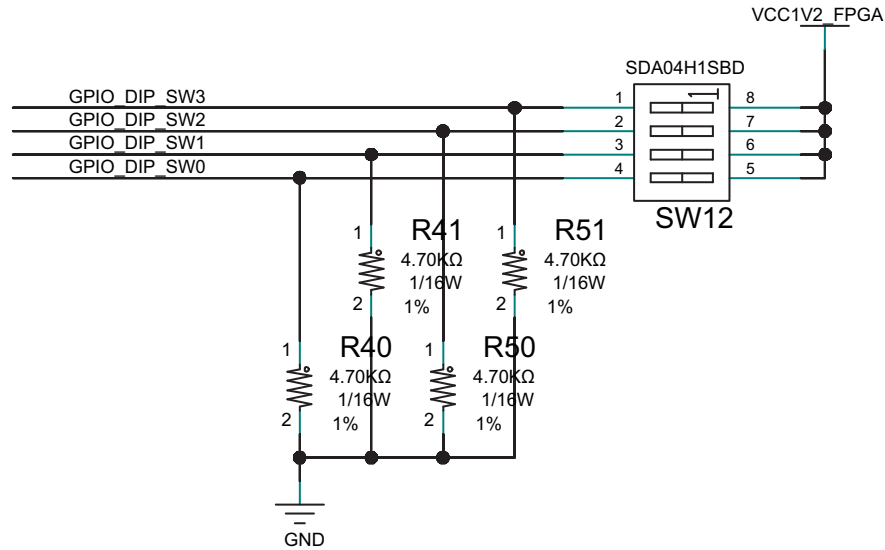 VCC1V2_FPGA
SDA04H1SBD
GPIO_DIP_SW3
GPIO_DIP_SW2
GPIO_DIP_SW1
GPIO_DIP_SW0
1
1 8
2 7
3 6
4 5
SW12
1 R41
4.70KΩ
1/16W
2 1%
1 R51
4.70KΩ
1/16W
2 1%
1 R40
4.70KΩ
1/16W
2 1%
1 R50
4.70KΩ
1/16W
2 1%
GND